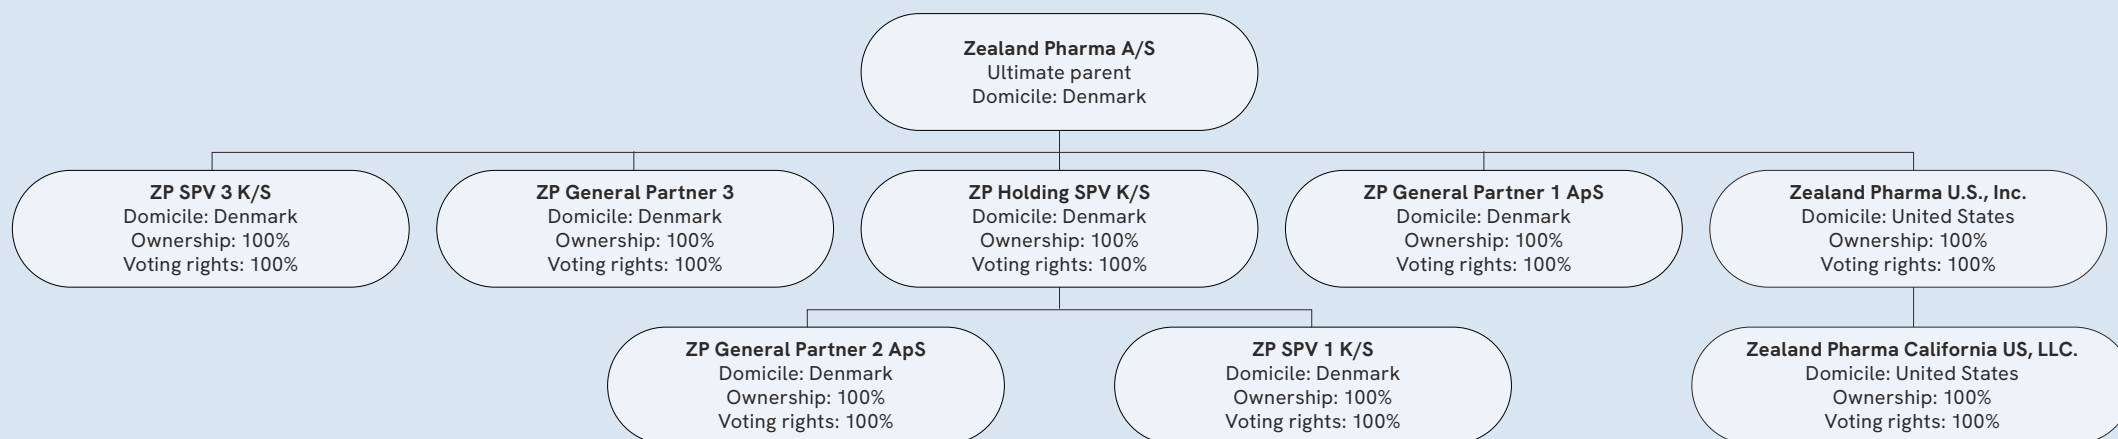 Zealand Pharma A/S
Ultimate parent
Domicile: Denmark
ZP SPV 3 K/S
Domicile: Denmark
Ownership: 100%
Voting rights: 100%
ZP General Partner 3
Domicile: Denmark
Ownership: 100%
Voting rights: 100%
ZP Holding SPV K/S
Domicile: Denmark
Ownership: 100%
Voting rights: 100%
ZP General Partner 1 ApS
Domicile: Denmark
Ownership: 100%
Voting rights: 100%
Zealand Pharma U.S., Inc.
Domicile: United States
Ownership: 100%
Voting rights: 100%
ZP General Partner 2 ApS
Domicile: Denmark
Ownership: 100%
Voting rights: 100%
ZP SPV 1 K/S
Domicile: Denmark
Ownership: 100%
Voting rights: 100%
Zealand Pharma California US, LLC.
Domicile: United States
Ownership: 100%
Voting rights: 100%